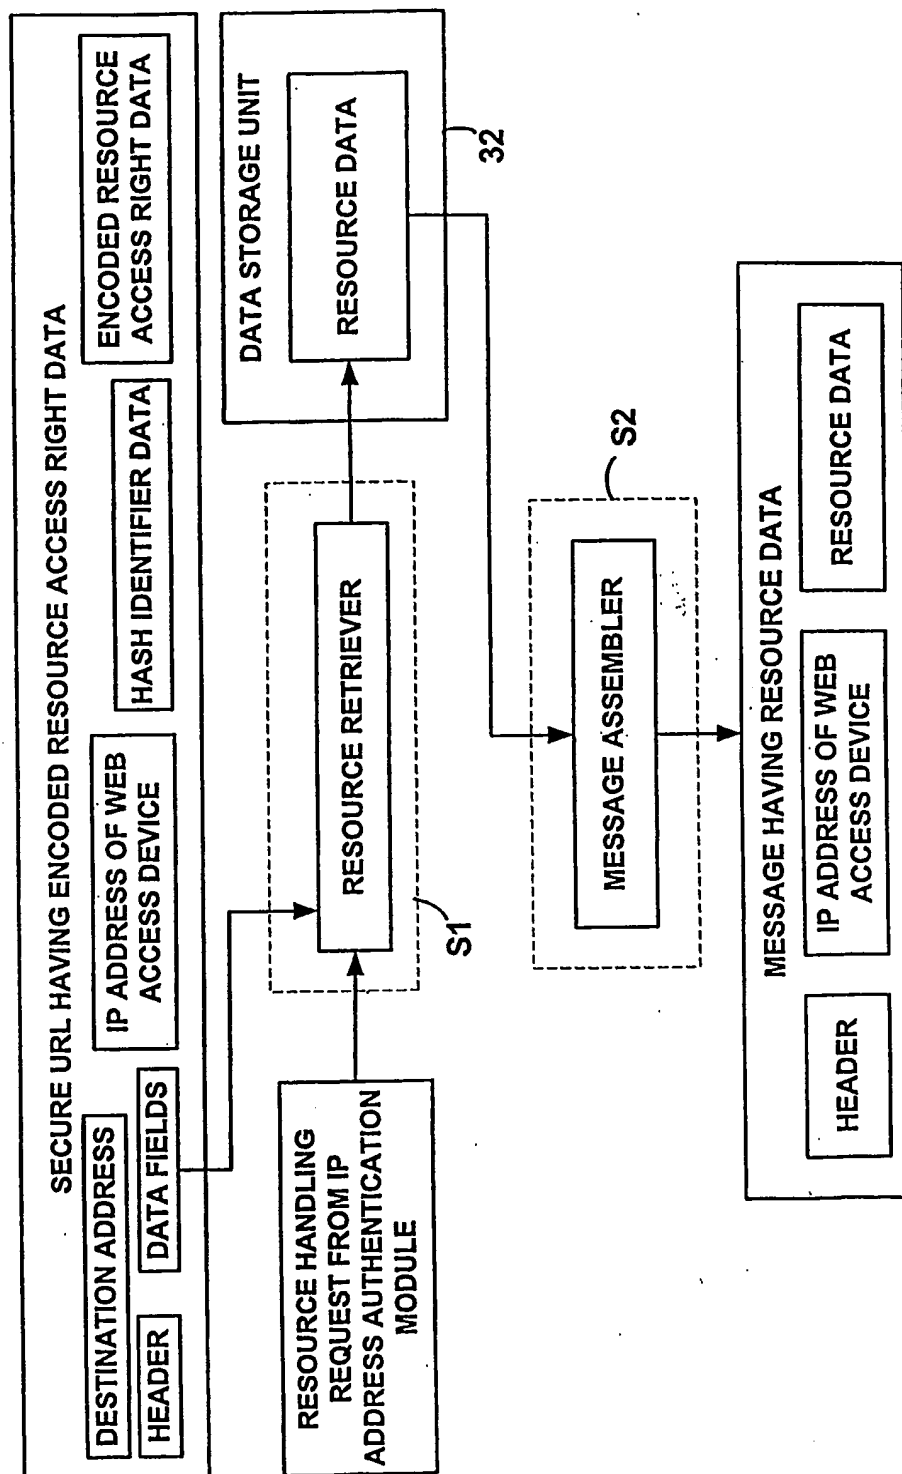 SECURE URL HAVING ENCODED RESOURCE ACCESS RIGHT DATA
DESTINATION ADDRESS
HEADER
DATA FIELDS
IP ADDRESS OF WEB
ACCESS DEVICE
HASH IDENTIFIER DATA
ENCODED RESOURCE
ACCESS RIGHT DATA
RESOURCE HANDLING
REQUEST FROM IP
ADDRESS AUTHENTICATION
MODULE
RESOURCE RETRIEVER
S1
DATA STORAGE UNIT
RESOURCE DATA
32
MESSAGE ASSEMBLER
S2
MESSAGE HAVING RESOURCE DATA
HEADER
IP ADDRESS OF WEB
ACCESS DEVICE
RESOURCE DATA